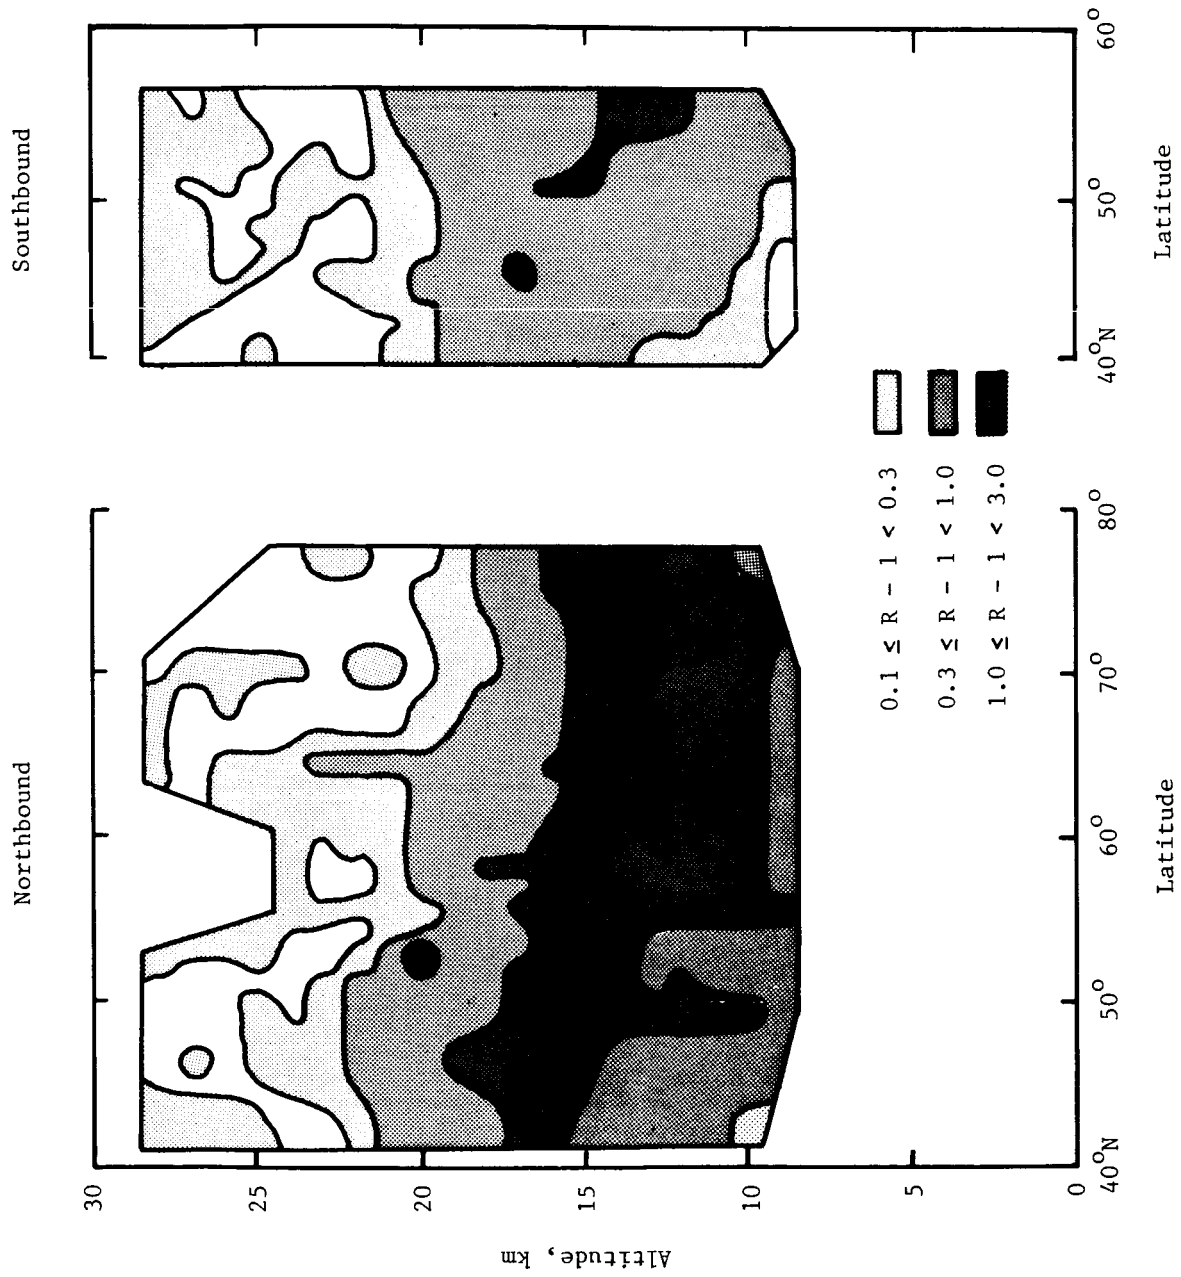 Northbound
Southbound
30
25
20
15
10
5
0
Altitude, km
40°N
50°
60°
70°
80°
Latitude
40°N
50°
60°
Latitude
0.1 ≤ R - 1 < 0.3
0.3 ≤ R - 1 < 1.0
1.0 ≤ R - 1 < 3.0